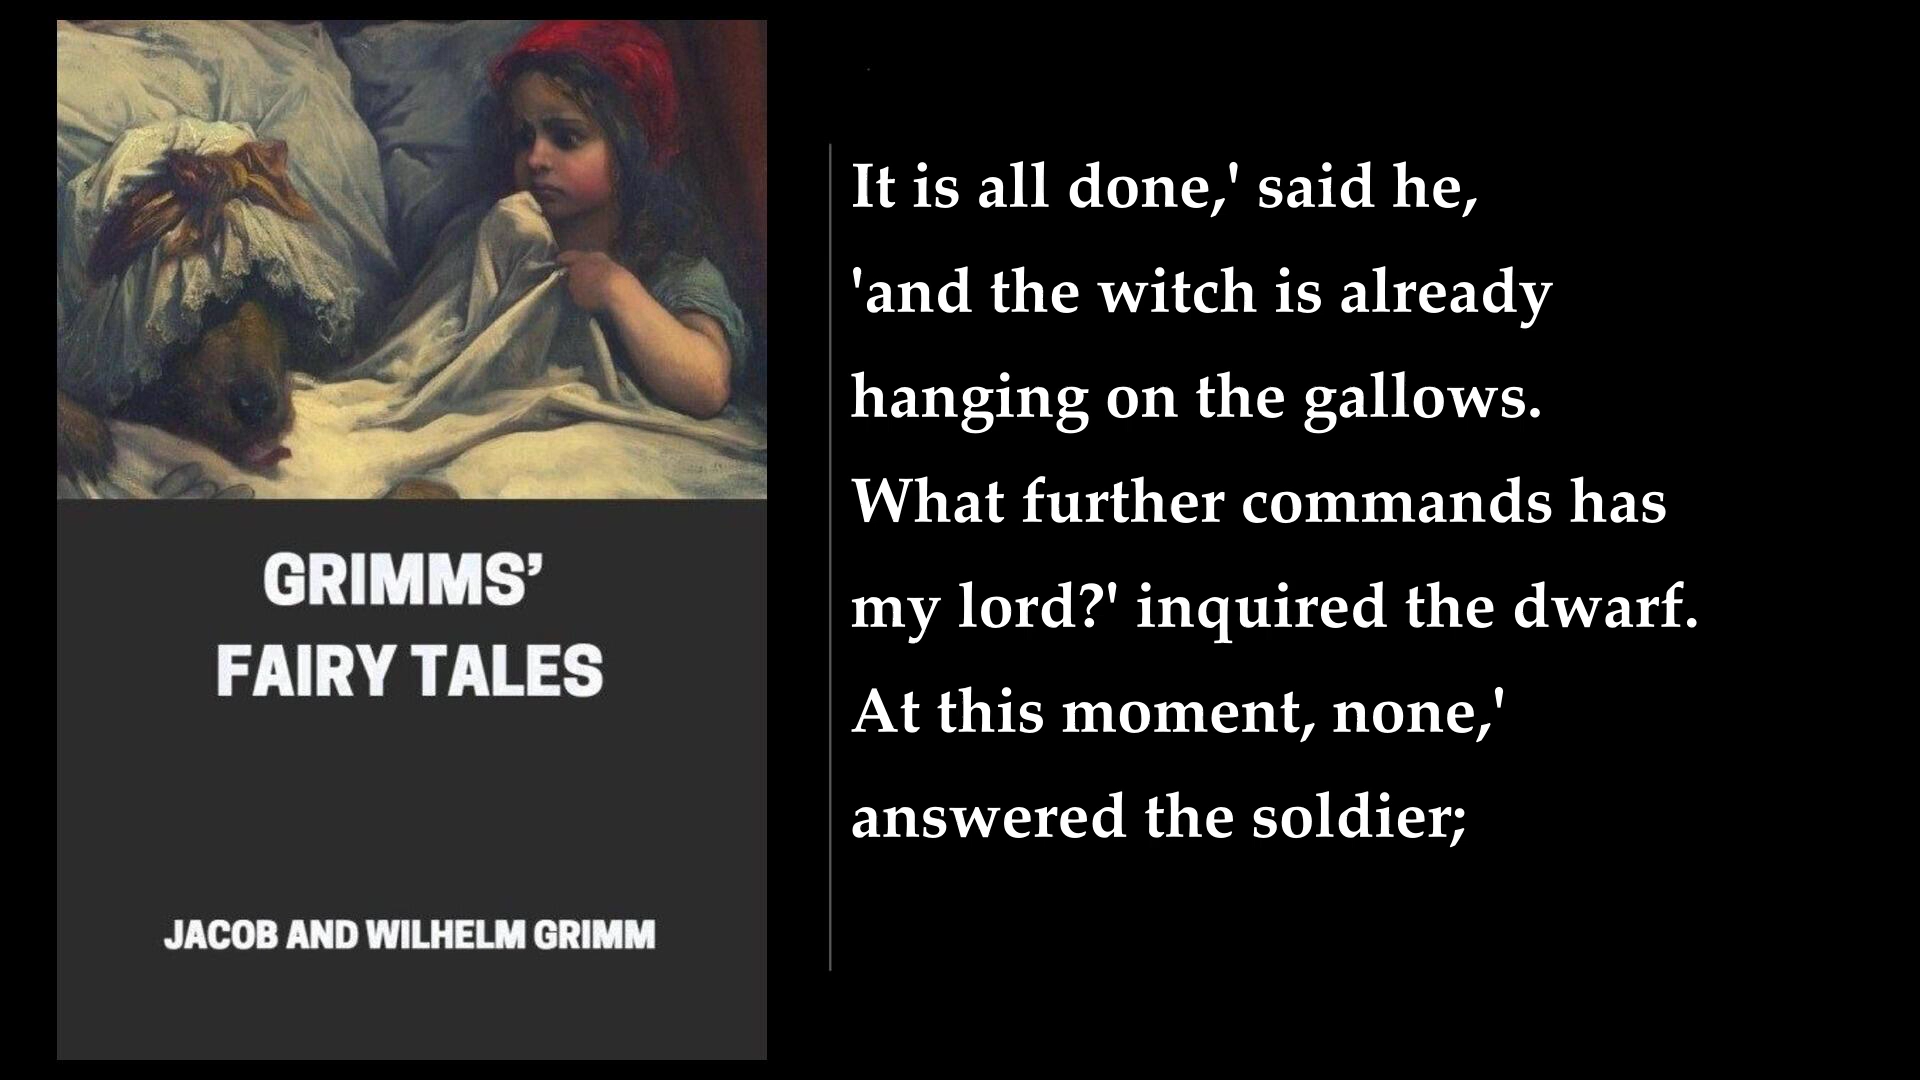 GRIMMS’
FAIRY TALES
JACOB AND WILHELM GRIMM
It is all done,' said he,
'and the witch is already
hanging on the gallows.
What further commands has
my lord?' inquired the dwarf.
At this moment, none,'
answered the soldier;